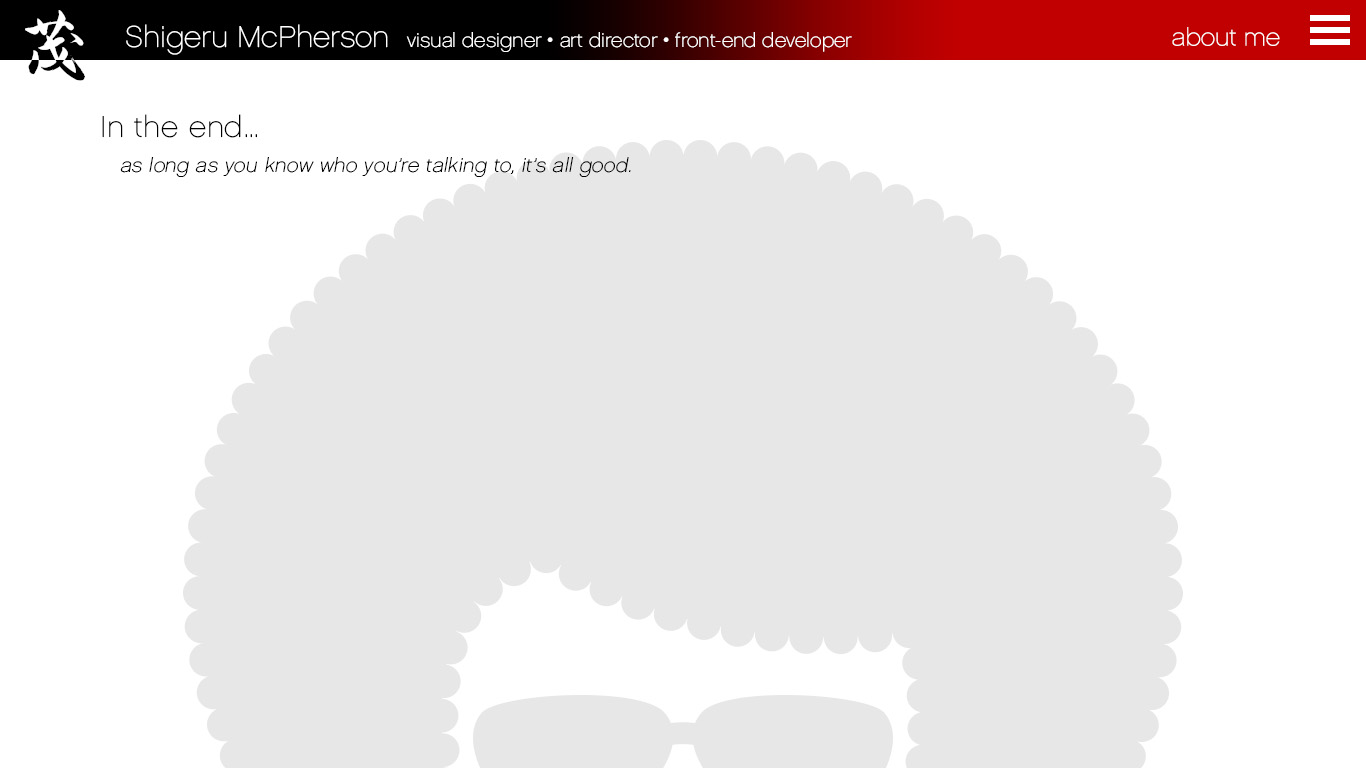 茂
Shigeru McPherson visual designer • art director • front-end developer
about me
In the end...
as long as you know who you're talking to, it's all good.